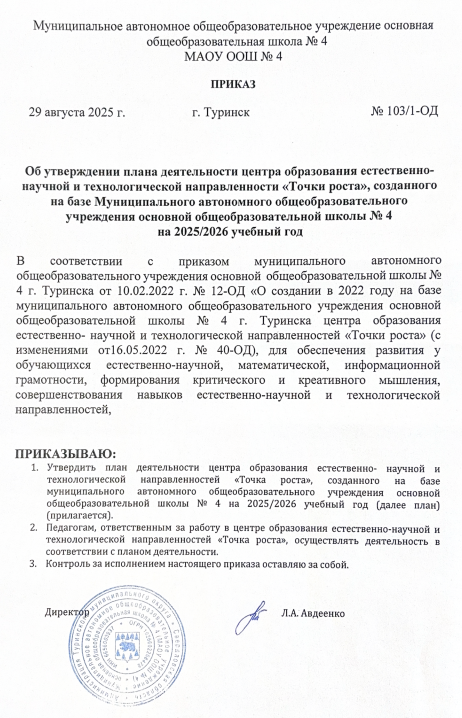 Муниципальное автономное общеобразовательное учреждение основная
общеобразовательная школа № 4
МАОУ ООШ № 4
ПРИКАЗ
29 августа 2025 г. г. Туринск № 103/1-ОД
Об утверждении плана деятельности центра образования естественно-
научной и технологической направленности «Точки роста», созданного
на базе Муниципального автономного общеобразовательного
учреждения основной общеобразовательной школы № 4
на 2025/2026 учебный год
В соответствии с приказом муниципального автономного
общеобразовательного учреждения основной общеобразовательной школы №
4 г. Туринска от 10.02.2022 г. № 12-ОД «О создании в 2022 году на базе
муниципального автономного общеобразовательного учреждения основной
общеобразовательной школы № 4 г. Туринска центра образования
естественно- научной и технологической направленностей «Точки роста» (с
изменениями от16.05.2022 г. № 40-ОД), для обеспечения развития у
обучающихся естественно-научной, математической, информационной
грамотности, формирования критического и креативного мышления,
совершенствования навыков естественно-научной и технологической
направленностей,
ПРИКАЗЫВАЮ:
1. Утвердить план деятельности центра образования естественно- научной и
технологической направленностей «Точка роста», созданного на базе
муниципального автономного общеобразовательного учреждения основной
общеобразовательной школы № 4 на 2025/2026 учебный год (далее план)
(прилагается).
2. Педагогам, ответственным за работу в центре образования естественно-научной и
технологической направленностей «Точка роста», осуществлять деятельность в
соответствии с планом деятельности.
3. Контроль за исполнением настоящего приказа оставляю за собой.
Директор Л.А. Авдеенко